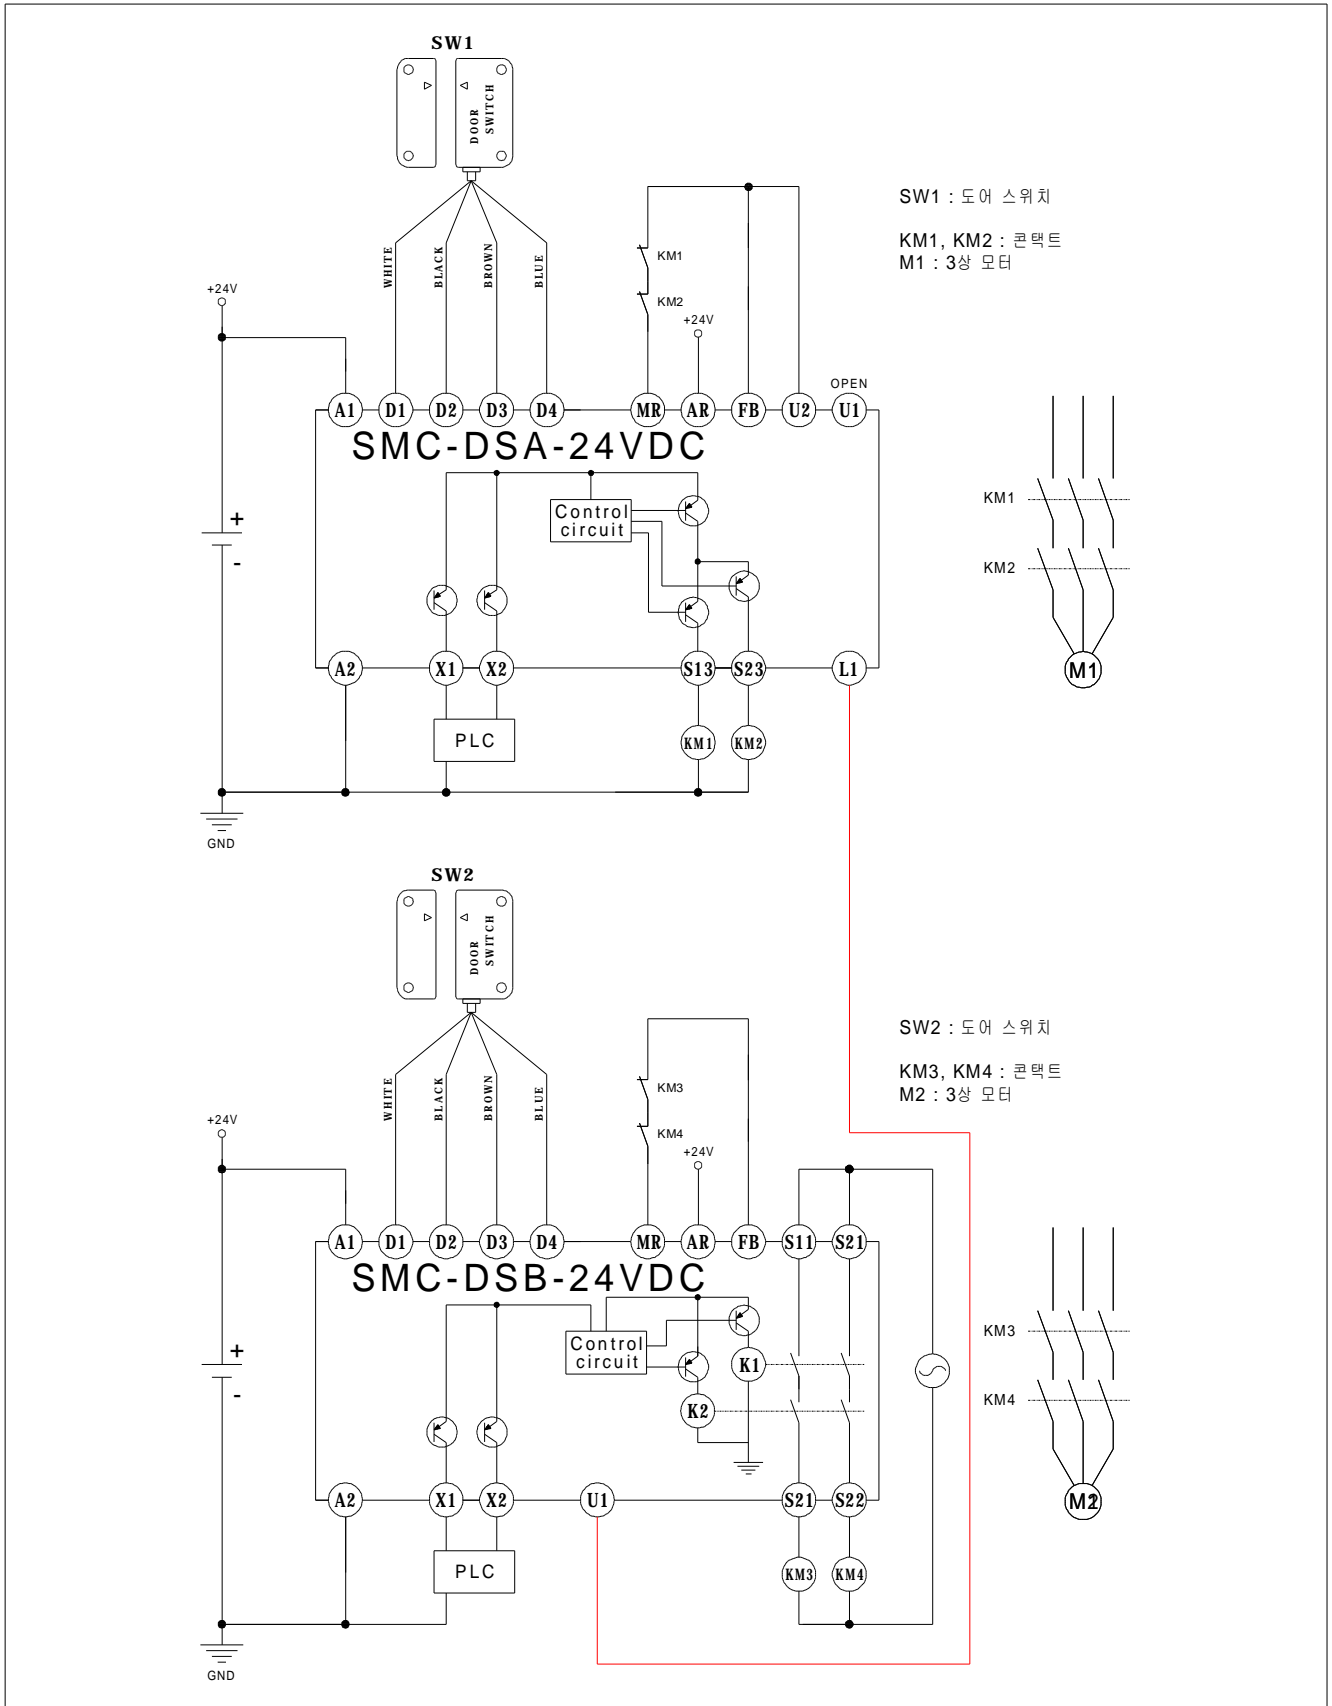 SW1
DOOR
SWITCH
SW1 : 도어 스위치
KM1, KM2 : 콘택트
M1 : 3상 모터
WHITE
BLACK
BROWN
BLUE
KM1
KM2
+24V
+24V
OPEN
A1 D1 D2 D3 D4 MR AR FB U2 U1
SMC-DSA-24VDC
Control
circuit
KM1
KM2
+
-
A2 X1 X2 S13 S23 L1
M1
PLC
KM1 KM2
GND
SW2
DOOR
SWITCH
SW2 : 도어 스위치
KM3, KM4 : 콘택트
M2 : 3상 모터
WHITE
BLACK
BROWN
BLUE
KM3
KM4
+24V
+24V
A1 D1 D2 D3 D4 MR AR FB S11 S21
SMC-DSB-24VDC
Control
circuit
K1
K2
KM3
KM4
+
-
A2 X1 X2 U1 S21 S22
M2
PLC
KM3 KM4
GND